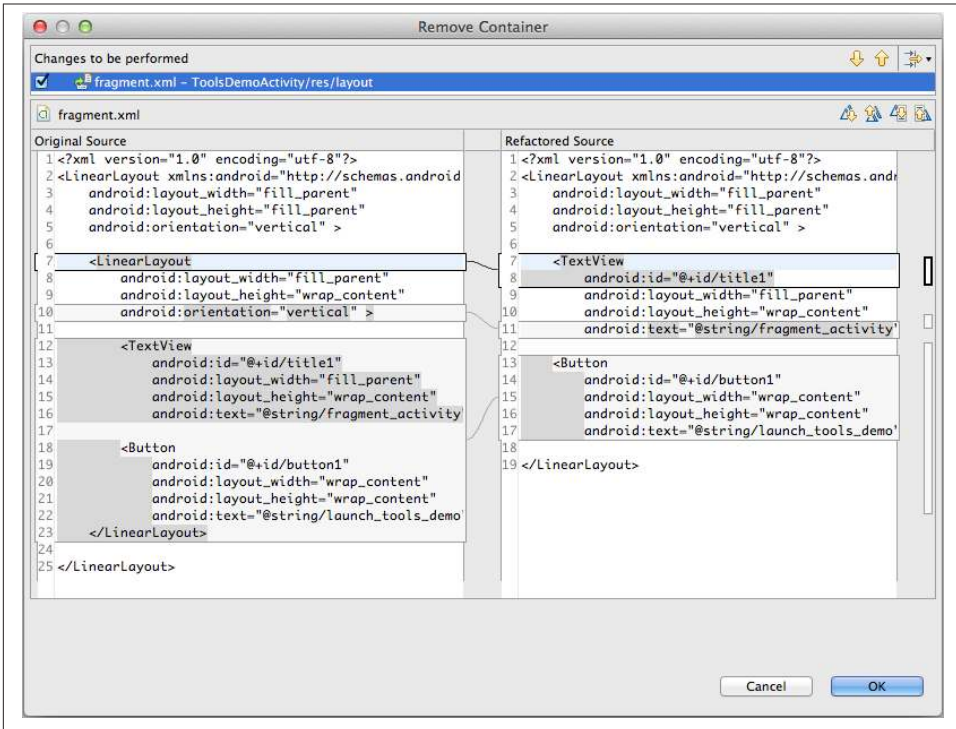 Remove Container
Changes to be performed
fragment.xml – ToolsDemoActivity/res/layout
fragment.xml
Original Source
1 <?xml version="1.0" encoding="utf-8"?>
2 <LinearLayout xmlns:android="http://schemas.android
3     android:layout_width="fill_parent"
4     android:layout_height="fill_parent"
5     android:orientation="vertical" >
6
7     <LinearLayout
8         android:layout_width="fill_parent"
9         android:layout_height="wrap_content"
10         android:orientation="vertical" >
11
12         <TextView
13             android:id="@+id/title1"
14             android:layout_width="fill_parent"
15             android:layout_height="wrap_content"
16             android:text="@string/fragment_activity"
17
18         <Button
19             android:id="@+id/button1"
20             android:layout_width="wrap_content"
21             android:layout_height="wrap_content"
22             android:text="@string/launch_tools_demo"
23     </LinearLayout>
24
25 </LinearLayout>
Refactored Source
1 <?xml version="1.0" encoding="utf-8"?>
2 <LinearLayout xmlns:android="http://schemas.andr
3     android:layout_width="fill_parent"
4     android:layout_height="fill_parent"
5     android:orientation="vertical" >
6
7     <TextView
8         android:id="@+id/title1"
9         android:layout_width="fill_parent"
10         android:layout_height="wrap_content"
11         android:text="@string/fragment_activity"
12
13     <Button
14         android:id="@+id/button1"
15         android:layout_width="wrap_content"
16         android:layout_height="wrap_content"
17         android:text="@string/launch_tools_demo"
18
19 </LinearLayout>
Cancel
OK